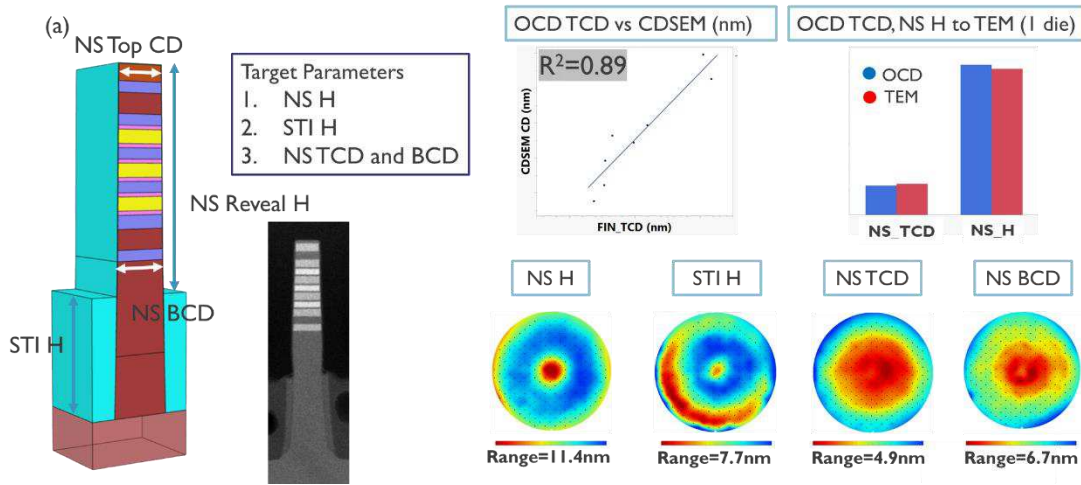 (a)
NS Top CD
NS Reveal H
NS BCD
STI H
Target Parameters
1. NS H
2. STI H
3. NS TCD and BCD
OCD TCD vs CDSEM (nm)
R²=0.89
CDSEM CD (nm)
FIN_TCD (nm)
OCD TCD, NS H to TEM (1 die)
OCD
TEM
NS_TCD NS_H
NS H STI H NS TCD NS BCD
Range=11.4nm Range=7.7nm Range=4.9nm Range=6.7nm